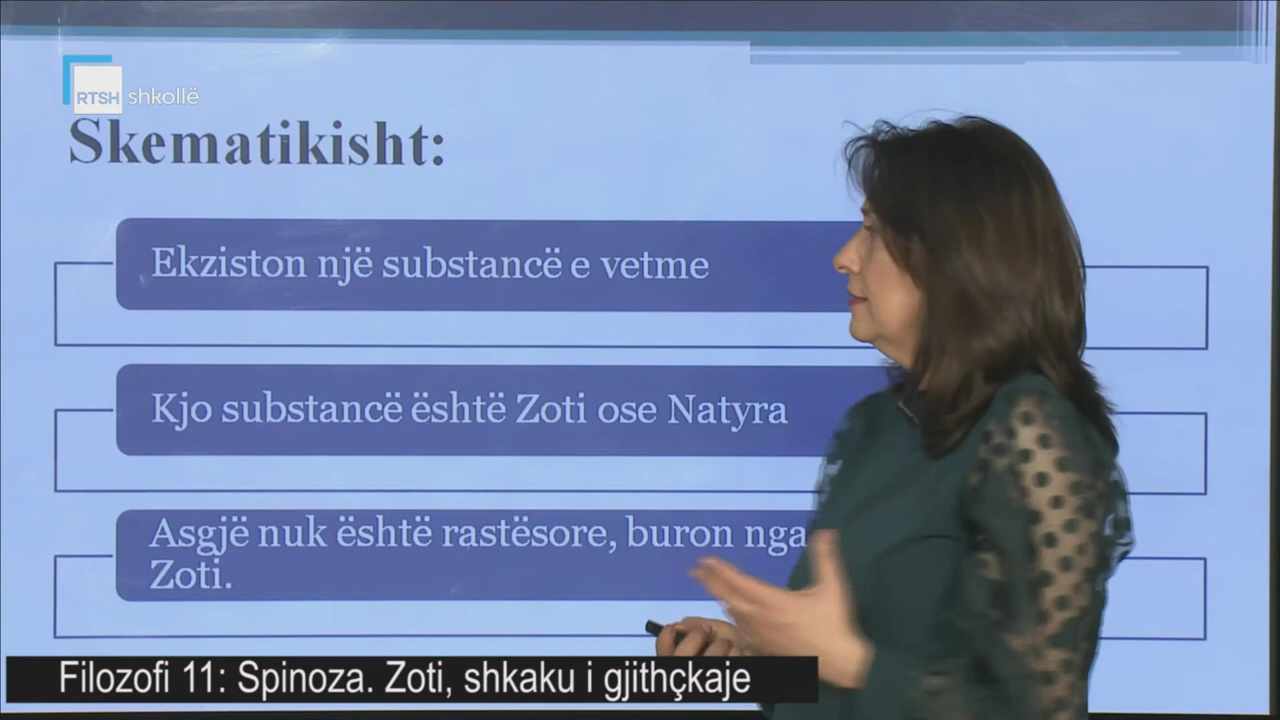 RTSH shkollë
Skematikisht:
Ekziston një substancë e vetme
Kjo substancë është Zoti ose Natyra
Asgjë nuk është rastësore, buron nga
Zoti.
Filozofi 11: Spinoza. Zoti, shkaku i gjithçkaje